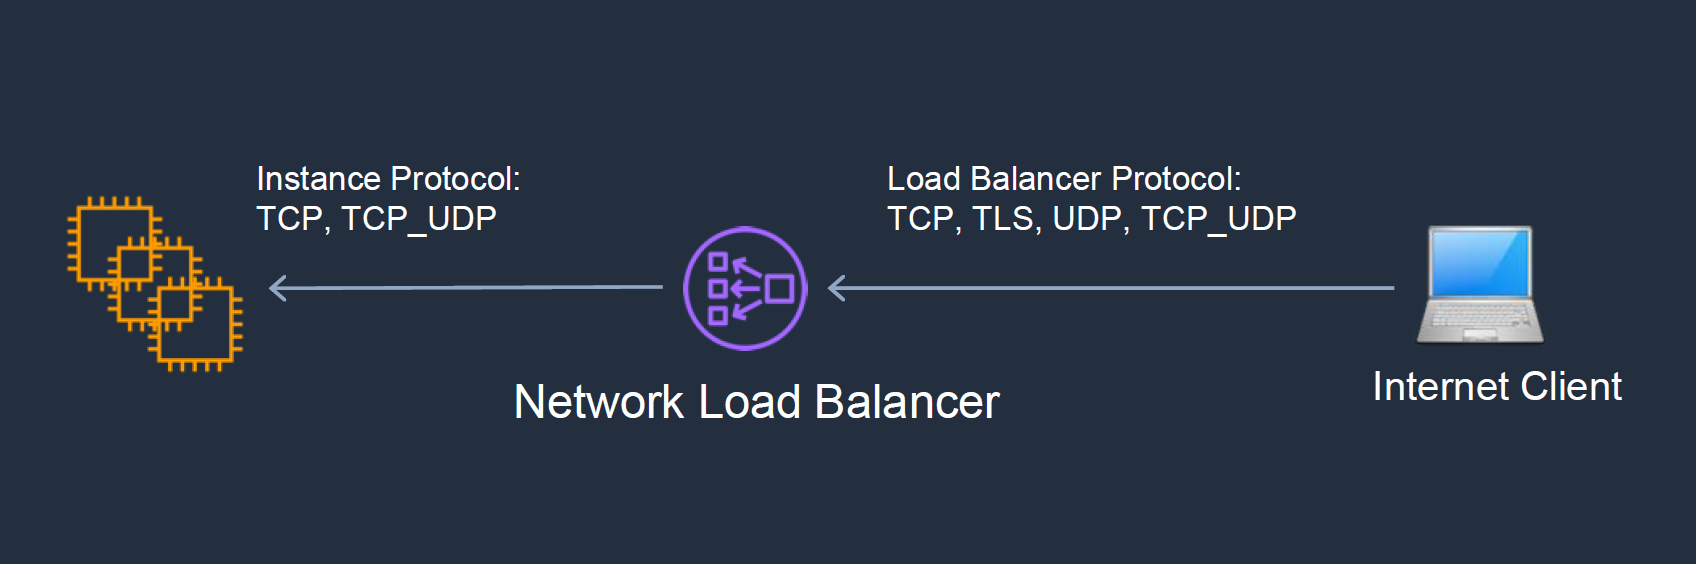 Instance Protocol:
TCP, TCP_UDP
Load Balancer Protocol:
TCP, TLS, UDP, TCP_UDP
Network Load Balancer
Internet Client